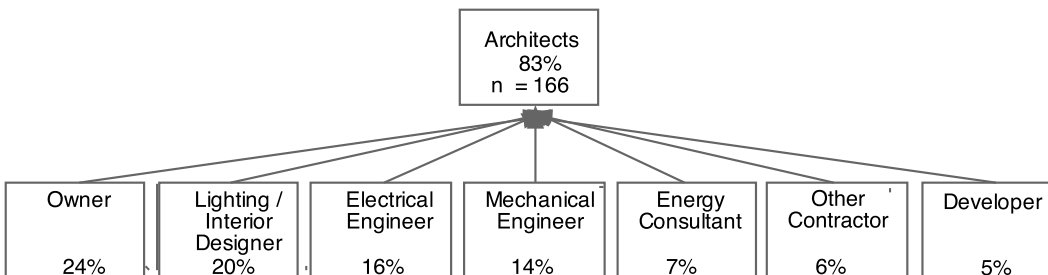 Architects
83%
n = 166
Owner
24%
Lighting /
Interior
Designer
20%
Electrical
Engineer
16%
Mechanical
Engineer
14%
Energy
Consultant
7%
Other
Contractor
6%
Developer
5%